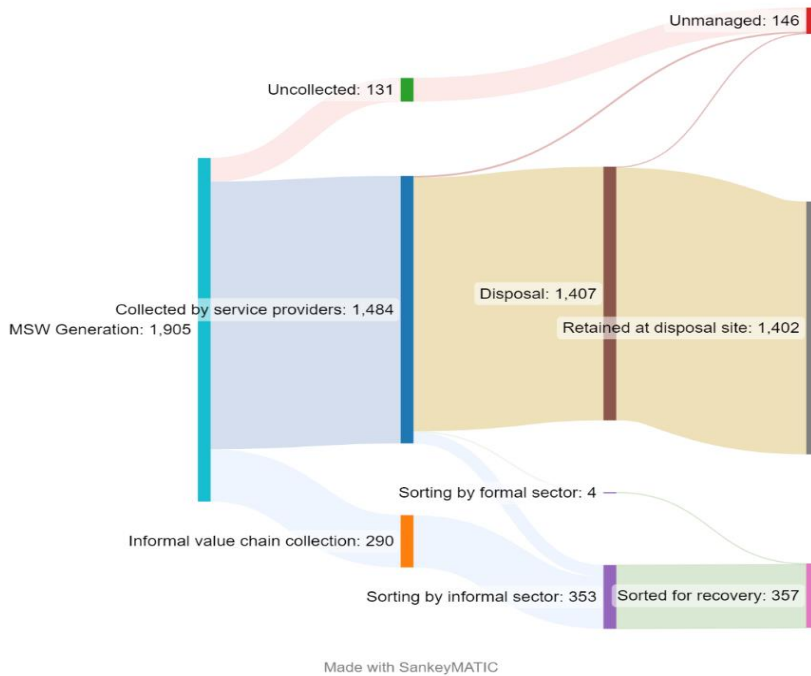 Unmanaged: 146
Uncollected: 131
Disposal: 1,407
Collected by service providers: 1,484
MSW Generation: 1,905
Retained at disposal site: 1,402
Sorting by formal sector: 4
Informal value chain collection: 290
Sorting by informal sector: 353
Sorted for recovery: 357
Made with SankeyMATIC